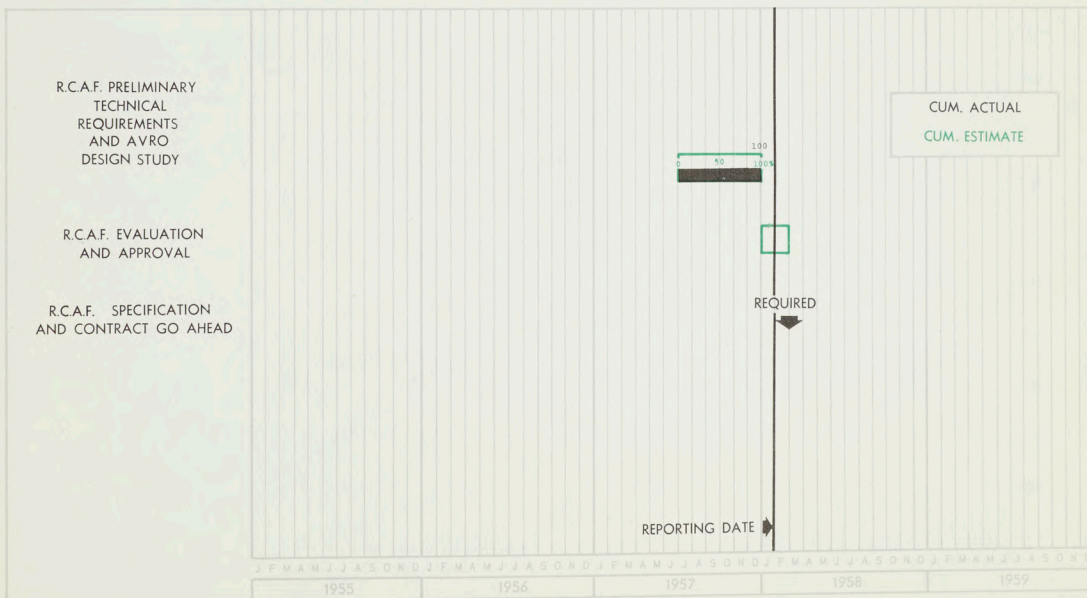 R.C.A.F. PRELIMINARY
TECHNICAL
REQUIREMENTS
AND AVRO
DESIGN STUDY
CUM. ACTUAL
CUM. ESTIMATE
100
0 50 100%
R.C.A.F. EVALUATION
AND APPROVAL
R.C.A.F. SPECIFICATION
AND CONTRACT GO AHEAD
REQUIRED
REPORTING DATE
J F M A M J J A S O N D J F M A M J J A S O N D J F M A M J J A S O N D J F M A M J J A S O N D J F M A M J J A S O N
1955 1956 1957 1958 1959